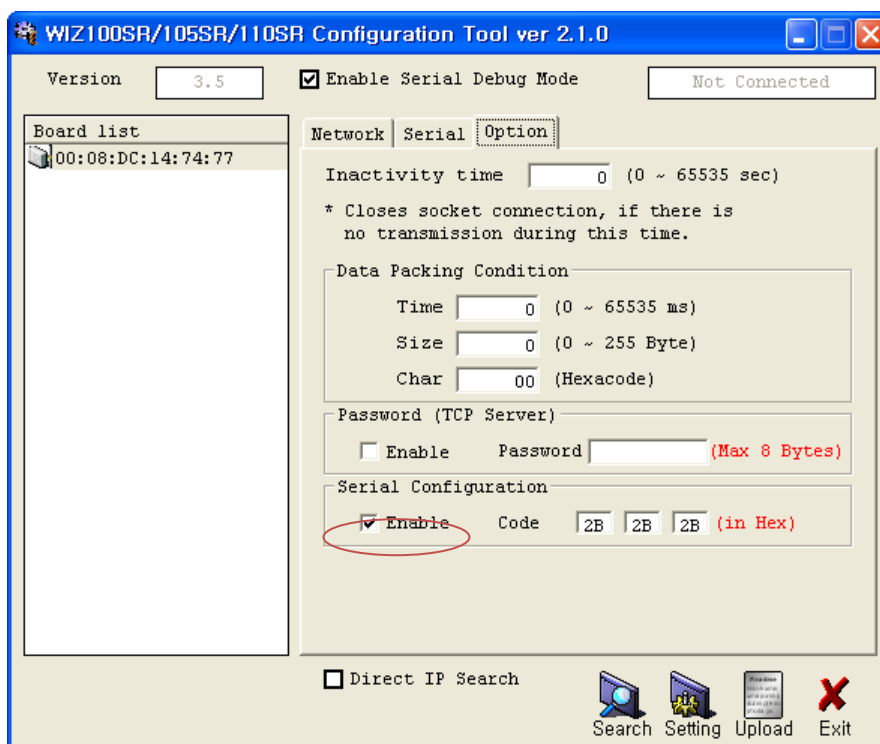 WIZ100SR/105SR/110SR Configuration Tool ver 2.1.0
Version 3.5 Enable Serial Debug Mode Not Connected
Board list
00:08:DC:14:74:77
Network Serial Option
Inactivity time 0 (0 ~ 65535 sec)
* Closes socket connection, if there is
no transmission during this time.
Data Packing Condition
Time 0 (0 ~ 65535 ms)
Size 0 (0 ~ 255 Byte)
Char 00 (Hexacode)
Password (TCP Server)
Enable Password (Max 8 Bytes)
Serial Configuration
Enable Code 2B 2B 2B (in Hex)
Direct IP Search
Readme
Search Setting Upload Exit